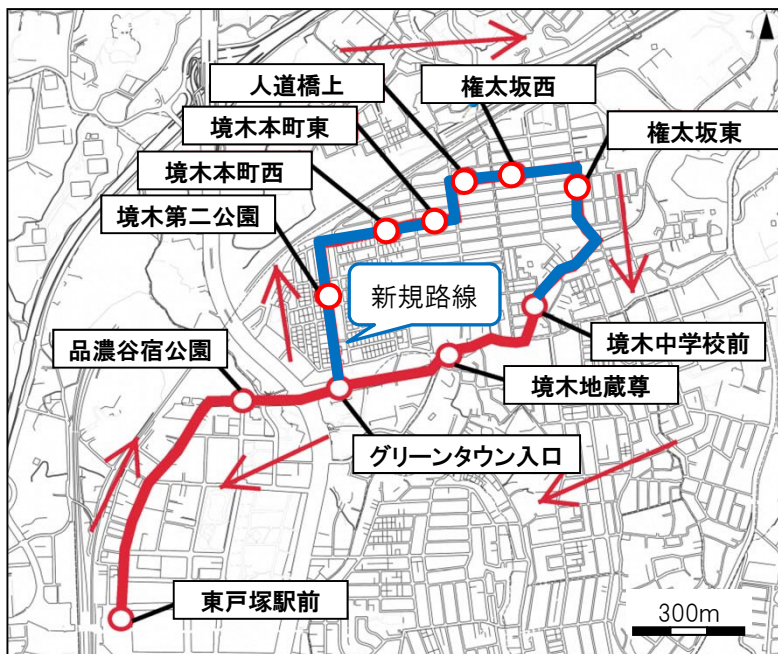 人道橋上
権太坂西
境木本町東
権太坂東
境木本町西
境木第二公園
新規路線
品濃谷宿公園
境木中学校前
境木地蔵尊
グリーンタウン入口
東戸塚駅前
300m